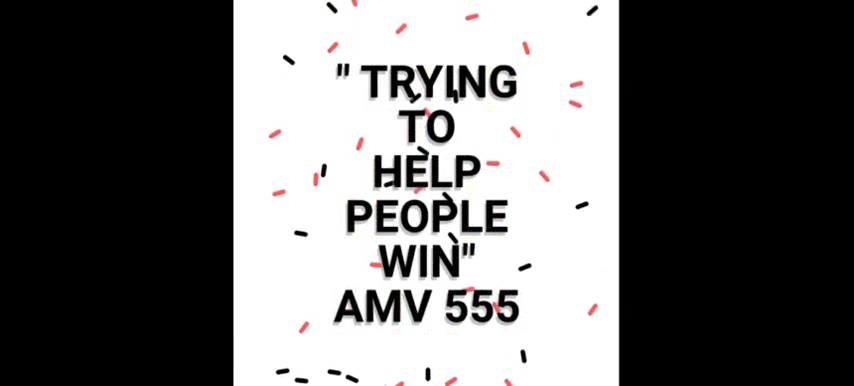 " TRYING
TO
HELP
PEOPLE
WIN"
AMV 555